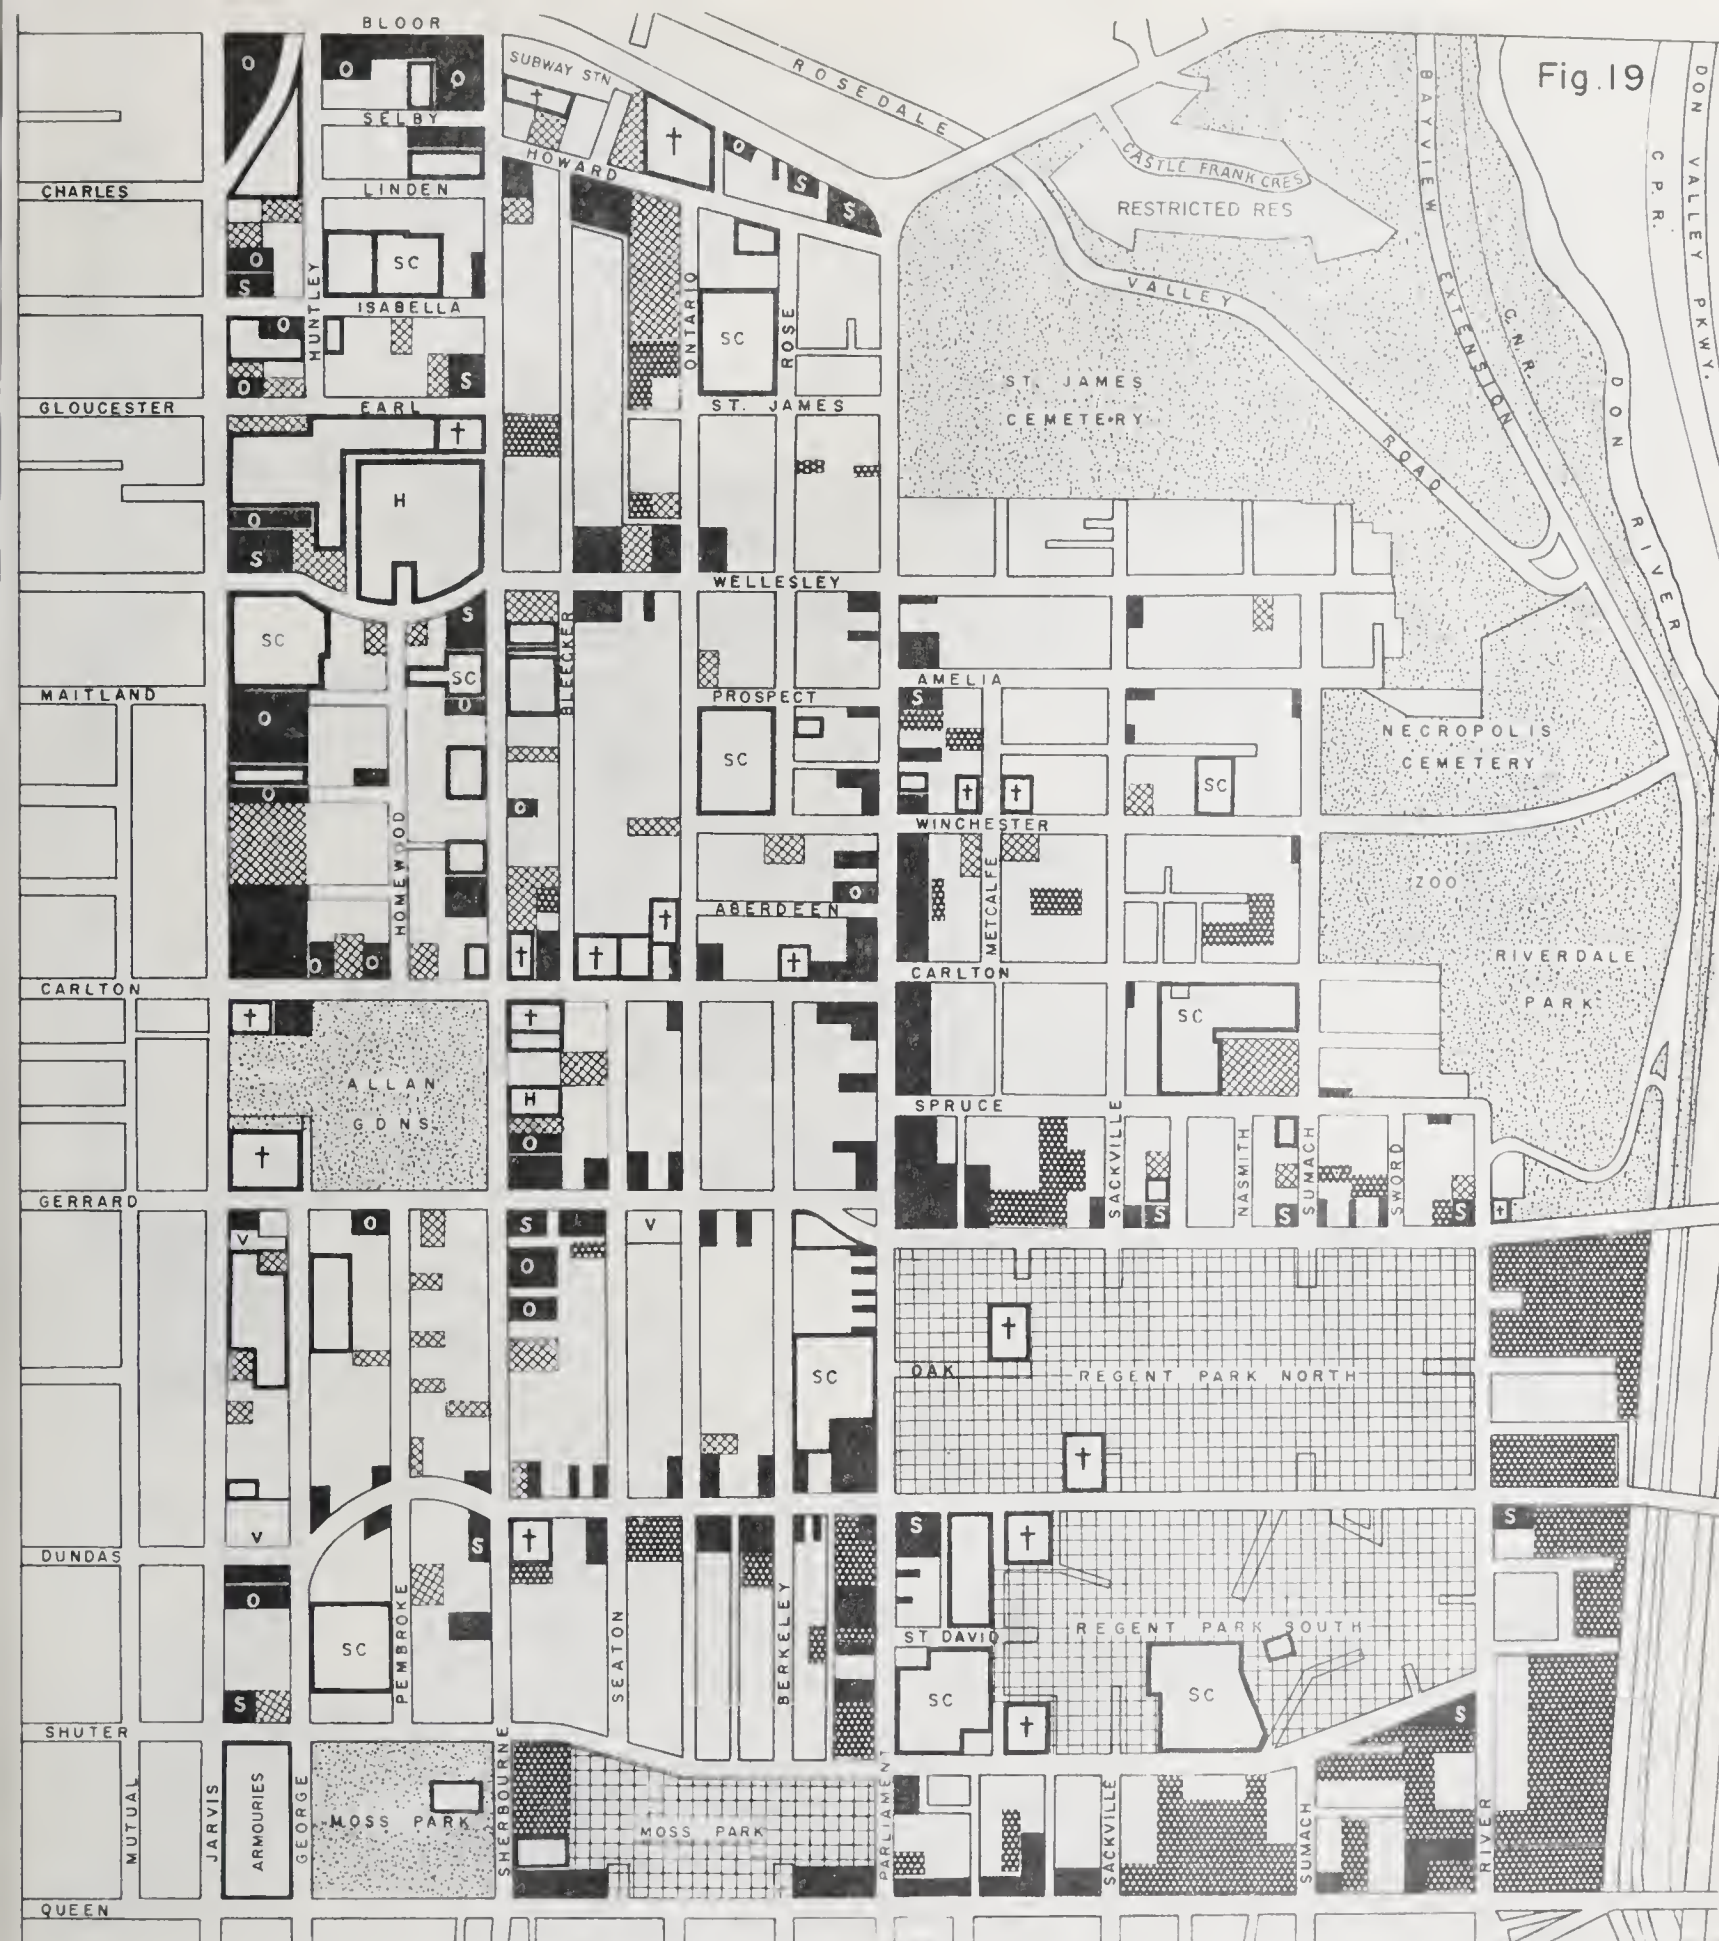 BLOOR
Fig.19
SUBWAY STN
ROSEDALE
BAYVIEW EXTENSION
DON VALLEY PKWY.
C.P.R.
C.N.R.
DON RIVER
O
O
O
SELBY
HOWARD
O
S
S
CASTLE FRANK CRES
RESTRICTED RES
CHARLES
LINDEN
HUNTLEY
O
S
SC
ISABELLA
ONTARIO
SC
ROSE
VALLEY ROAD
O
O
S
ST. JAMES
CEMETERY
GLOUCESTER
EARL
ST. JAMES
H
O
S
WELLESLEY
S
SC
BLEECKER
SC
O
AMELIA
MAITLAND
PROSPECT
S
O
NECROPOLIS
CEMETERY
SC
SC
O
O
HOMEWOOD
WINCHESTER
METCALFE
ZOO
O
ABERDEEN
O
O
RIVERDALE
PARK
CARLTON
CARLTON
SC
ALLAN
GDNS.
H
O
SPRUCE
SACKVILLE
NASMITH
SUMACH
SWORD
GERRARD
S
S
S
V
O
S
V
O
O
SC
OAK
REGENT PARK NORTH
V
S
S
S
DUNDAS
O
PEMBROKE
SEATON
BERKELEY
ST DAVID
REGENT PARK SOUTH
SC
SC
SC
S
S
SHUTER
MUTUAL
JARVIS
ARMOURIES
GEORGE
MOSS PARK
SHERBOURNE
MOSS PARK
PARLIAMENT
SACKVILLE
SUMACH
RIVER
QUEEN